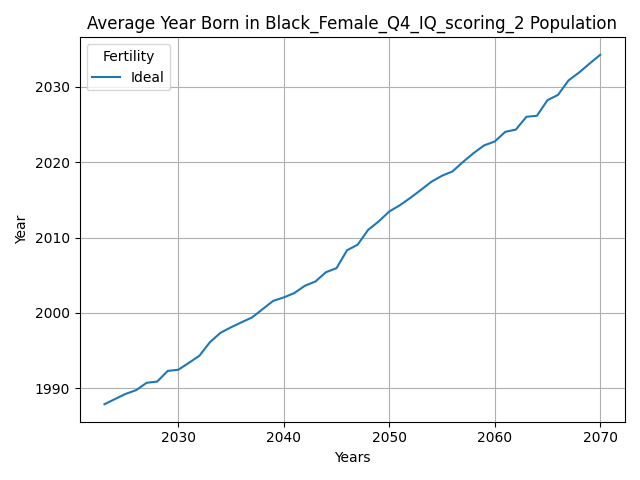 Average Year Born in Black_Female_Q4_IQ_scoring_2 Population
Fertility
Ideal
Year
2030
2020
2010
2000
1990
2030 2040 2050 2060 2070
Years